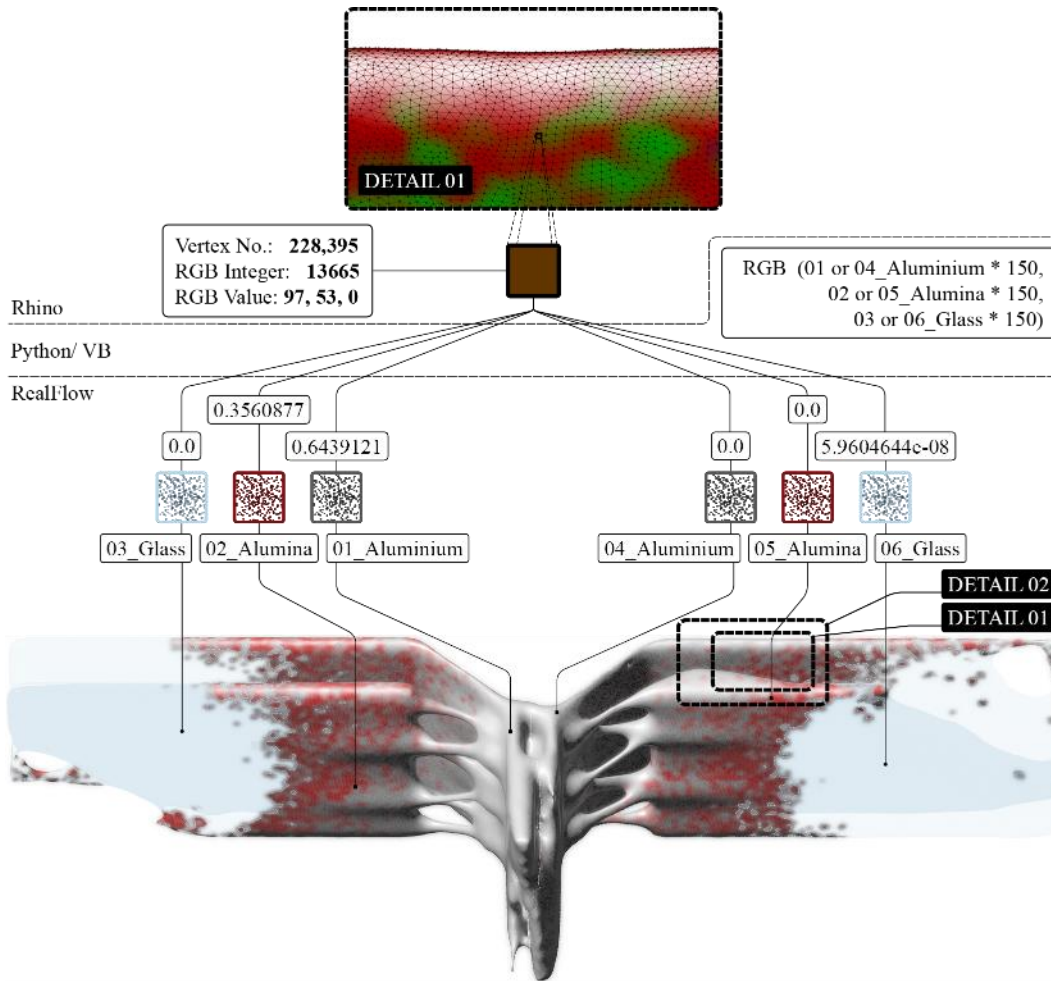 DETAIL 01
Vertex No.: 228,395
RGB Integer: 13665
RGB Value: 97, 53, 0
RGB (01 or 04_Aluminium * 150,
02 or 05_Alumina * 150,
03 or 06_Glass * 150)
Rhino
Python/ VB
RealFlow
0.3560877
0.0
0.0
0.6439121
0.0
5.9604644e-08
03_Glass
02_Alumina
01_Aluminium
04_Aluminium
05_Alumina
06_Glass
DETAIL 02
DETAIL 01